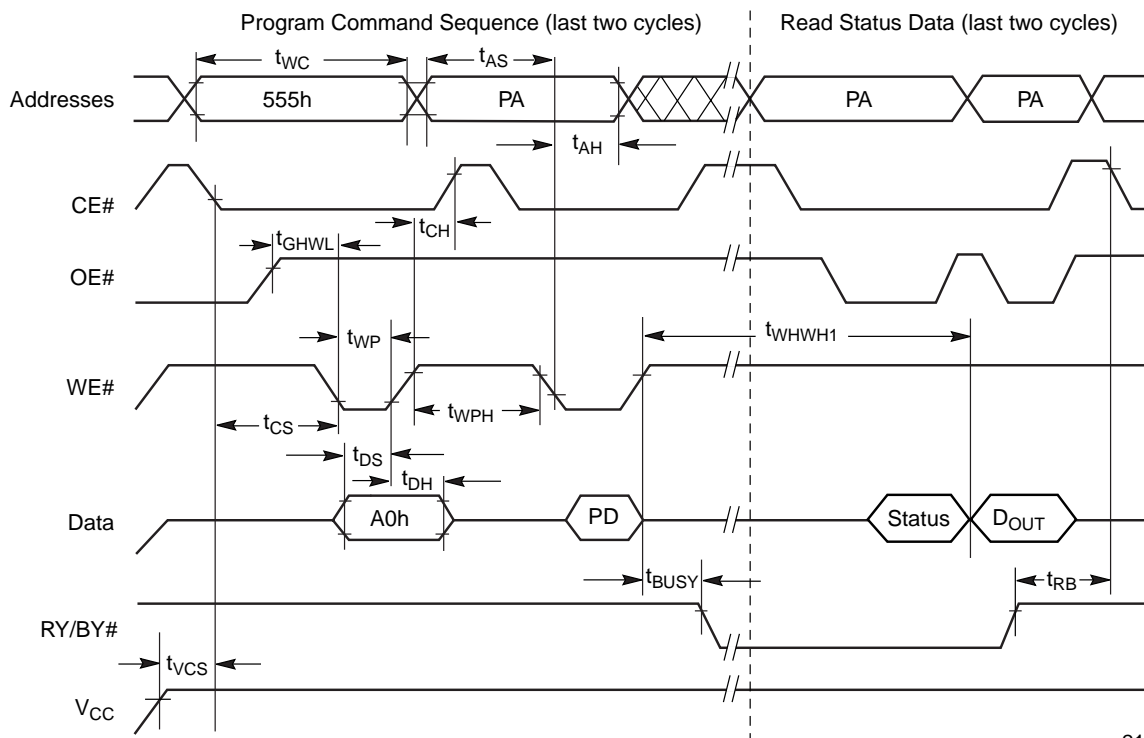 Program Command Sequence (last two cycles) Read Status Data (last two cycles)
tWC tAS
Addresses 555h PA PA PA
tAH
CE#
tCH
tGHWL
OE#
tWP tWHWH1
WE#
tCS tWPH
tDS
tDH
Data A0h PD Status DOUT
tBUSY tRB
RY/BY#
tVCS
VCC